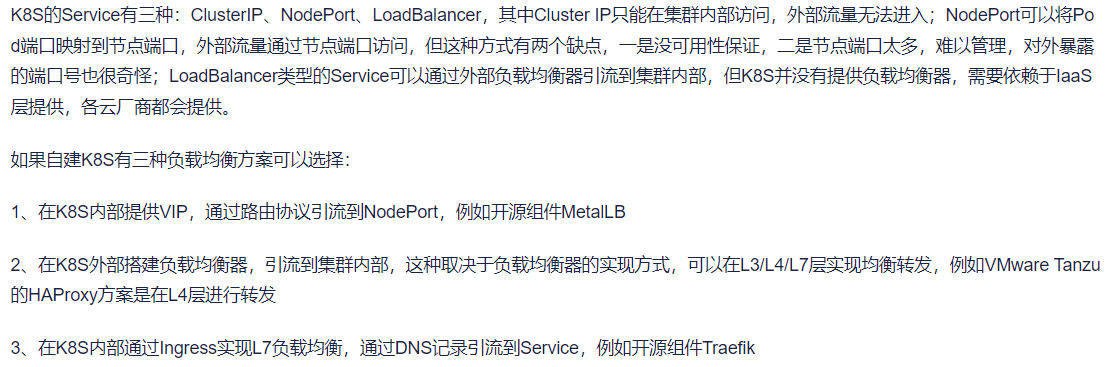 K8S的Service有三种：ClusterIP、NodePort、LoadBalancer，其中Cluster IP只能在集群内部访问，外部流量无法进入；NodePort可以将Po
d端口映射到节点端口，外部流量通过节点端口访问，但这种方式有两个缺点，一是没可用性保证，二是节点端口太多，难以管理，对外暴露
的端口号也很奇怪；LoadBalancer类型的Service可以通过外部负载均衡器引流到集群内部，但K8S并没有提供负载均衡器，需要依赖于IaaS
层提供，各云厂商都会提供。
如果自建K8S有三种负载均衡方案可以选择：
1、在K8S内部提供VIP，通过路由协议引流到NodePort，例如开源组件MetalLB
2、在K8S外部搭建负载均衡器，引流到集群内部，这种取决于负载均衡器的实现方式，可以在L3/L4/L7层实现均衡转发，例如VMware Tanzu
的HAProxy方案是在L4层进行转发
3、在K8S内部通过Ingress实现L7负载均衡，通过DNS记录引流到Service，例如开源组件Traefik